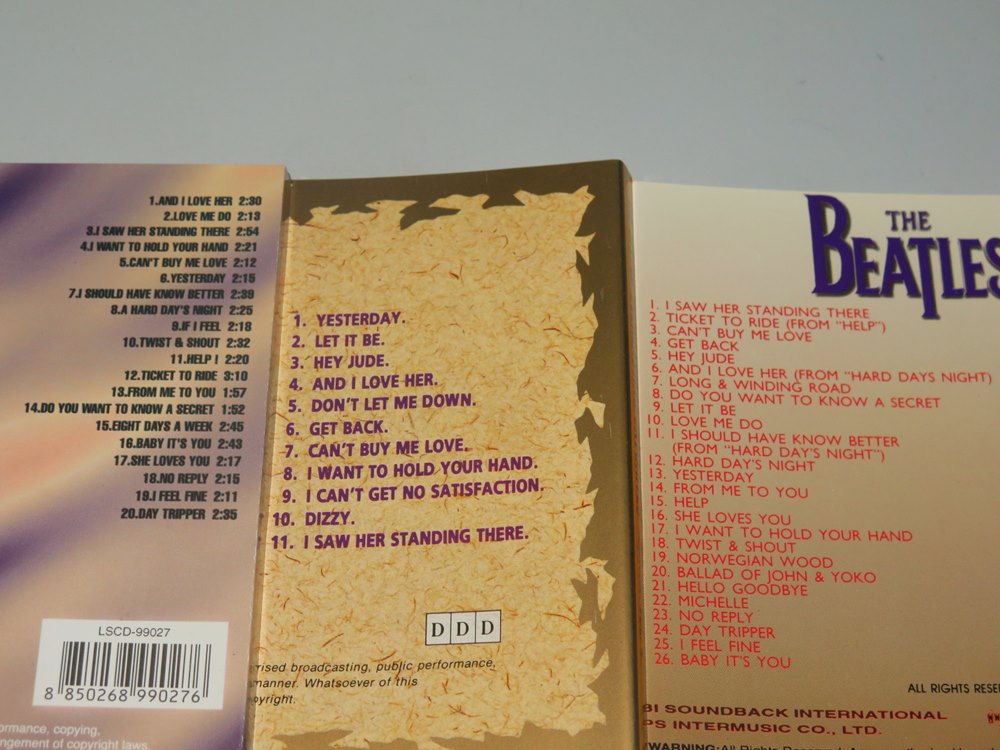 1.AND I LOVE HER 2:30
2.LOVE ME DO 2:13
3.I SAW HER STANDING THERE 2:54
4.I WANT TO HOLD YOUR HAND 2:21
5.CAN'T BUY ME LOVE 2:12
6.YESTERDAY 2:15
7.I SHOULD HAVE KNOW BETTER 2:39
8.A HARD DAY'S NIGHT 2:25
9.IF I FEEL 2:18
10.TWIST & SHOUT 2:32
11.HELP ! 2:20
12.TICKET TO RIDE 3:10
13.FROM ME TO YOU 1:57
14.DO YOU WANT TO KNOW A SECRET 1:52
15.EIGHT DAYS A WEEK 2:45
16.BABY IT'S YOU 2:43
17.SHE LOVES YOU 2:17
18.NO REPLY 2:15
19.I FEEL FINE 2:11
20.DAY TRIPPER 2:35
LSCD-99027
8 850268 990276
ormance, copying,
ngement of copyright laws.
1. YESTERDAY.
2. LET IT BE.
3. HEY JUDE.
4. AND I LOVE HER.
5. DON'T LET ME DOWN.
6. GET BACK.
7. CAN'T BUY ME LOVE.
8. I WANT TO HOLD YOUR HAND.
9. I CAN'T GET NO SATISFACTION.
10. DIZZY.
11. I SAW HER STANDING THERE.
DDD
rised broadcasting, public performance,
manner. Whatsoever of this
pyright.
THE
BEATLES
1. I SAW HER STANDING THERE
2. TICKET TO RIDE (FROM "HELP")
3. CAN'T BUY ME LOVE
4. GET BACK
5. HEY JUDE
6. AND I LOVE HER (FROM "HARD DAYS NIGHT)
7. LONG & WINDING ROAD
8. DO YOU WANT TO KNOW A SECRET
9. LET IT BE
10. LOVE ME DO
11. I SHOULD HAVE KNOW BETTER
(FROM "HARD DAY'S NIGHT")
12. HARD DAY'S NIGHT
13. YESTERDAY
14. FROM ME TO YOU
15. HELP
16. SHE LOVES YOU
17. I WANT TO HOLD YOUR HAND
18. TWIST & SHOUT
19. NORWEGIAN WOOD
20. BALLAD OF JOHN & YOKO
21. HELLO GOODBYE
22. MICHELLE
23. NO REPLY
24. DAY TRIPPER
25. I FEEL FINE
26. BABY IT'S YOU
ALL RIGHTS RESE
BI SOUNDBACK INTERNATIONAL
PS INTERMUSIC CO., LTD.
WARNING: All Rights